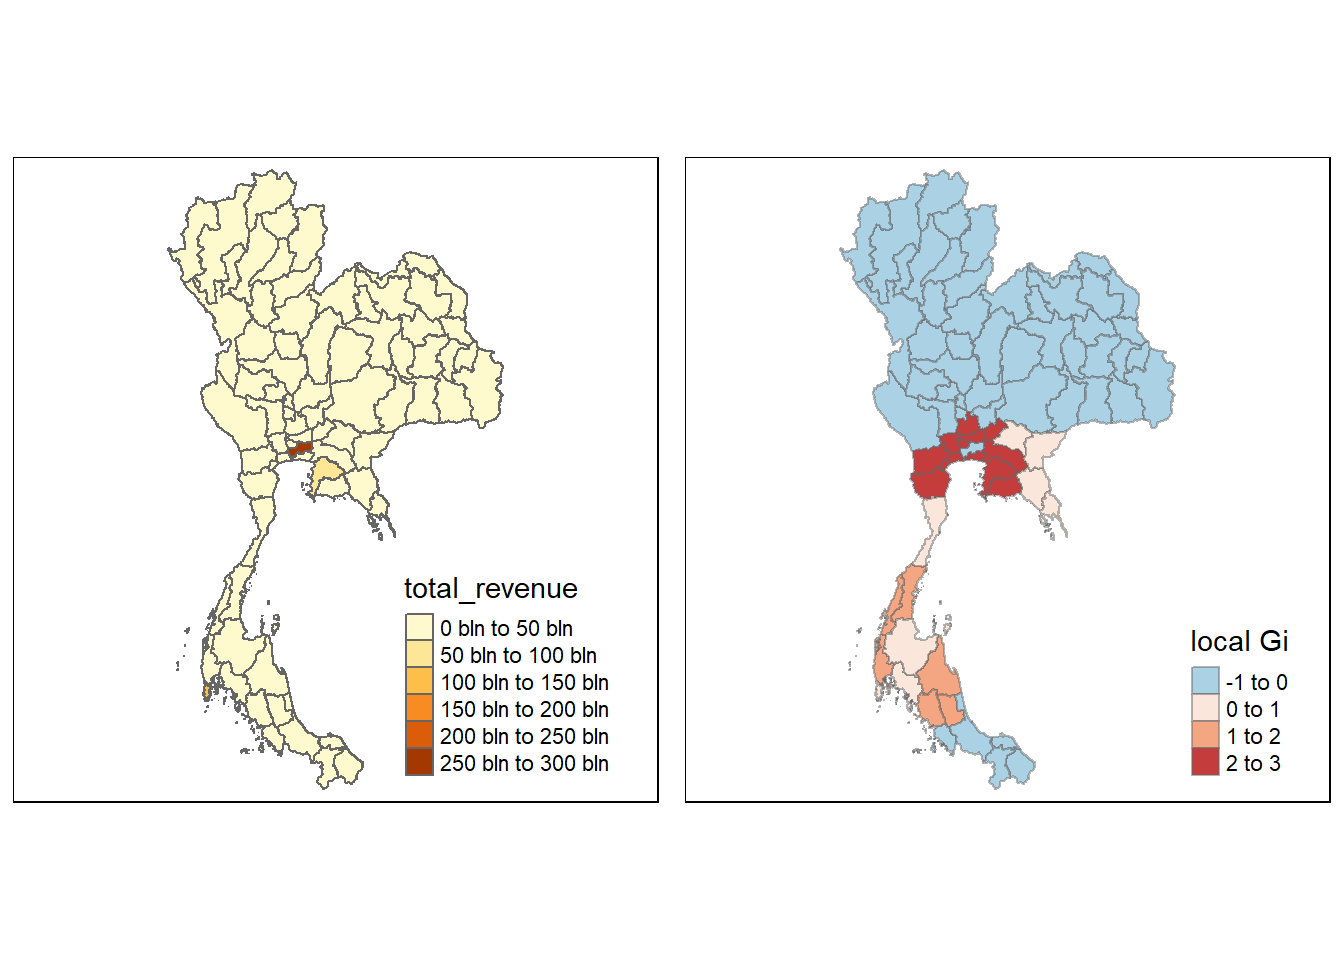 total_revenue
0 bln to 50 bln
50 bln to 100 bln
100 bln to 150 bln
150 bln to 200 bln
200 bln to 250 bln
250 bln to 300 bln
local Gi
-1 to 0
0 to 1
1 to 2
2 to 3